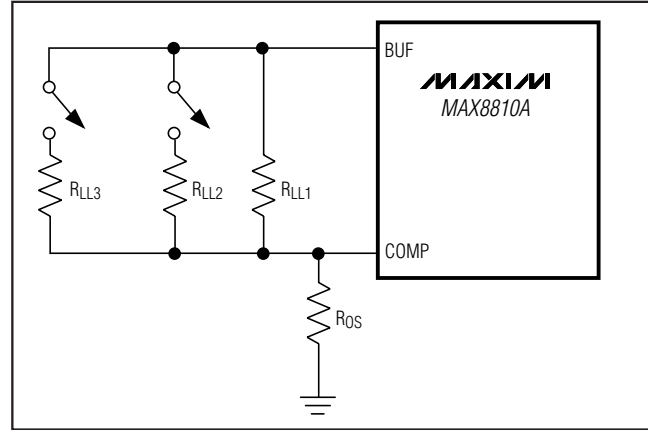 BUF
MAXIM
MAX8810A
RLL3
RLL2
RLL1
COMP
ROS